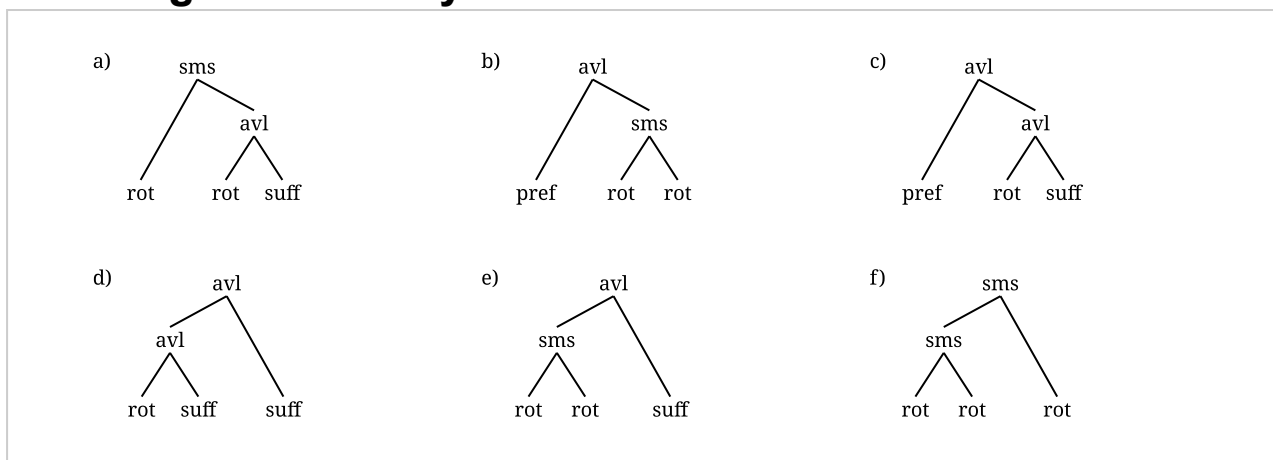 a) sms b) avl c) avl
avl sms avl
rot rot suff pref rot rot pref rot suff
d) avl e) avl f) sms
avl sms sms
rot suff suff rot rot suff rot rot rot